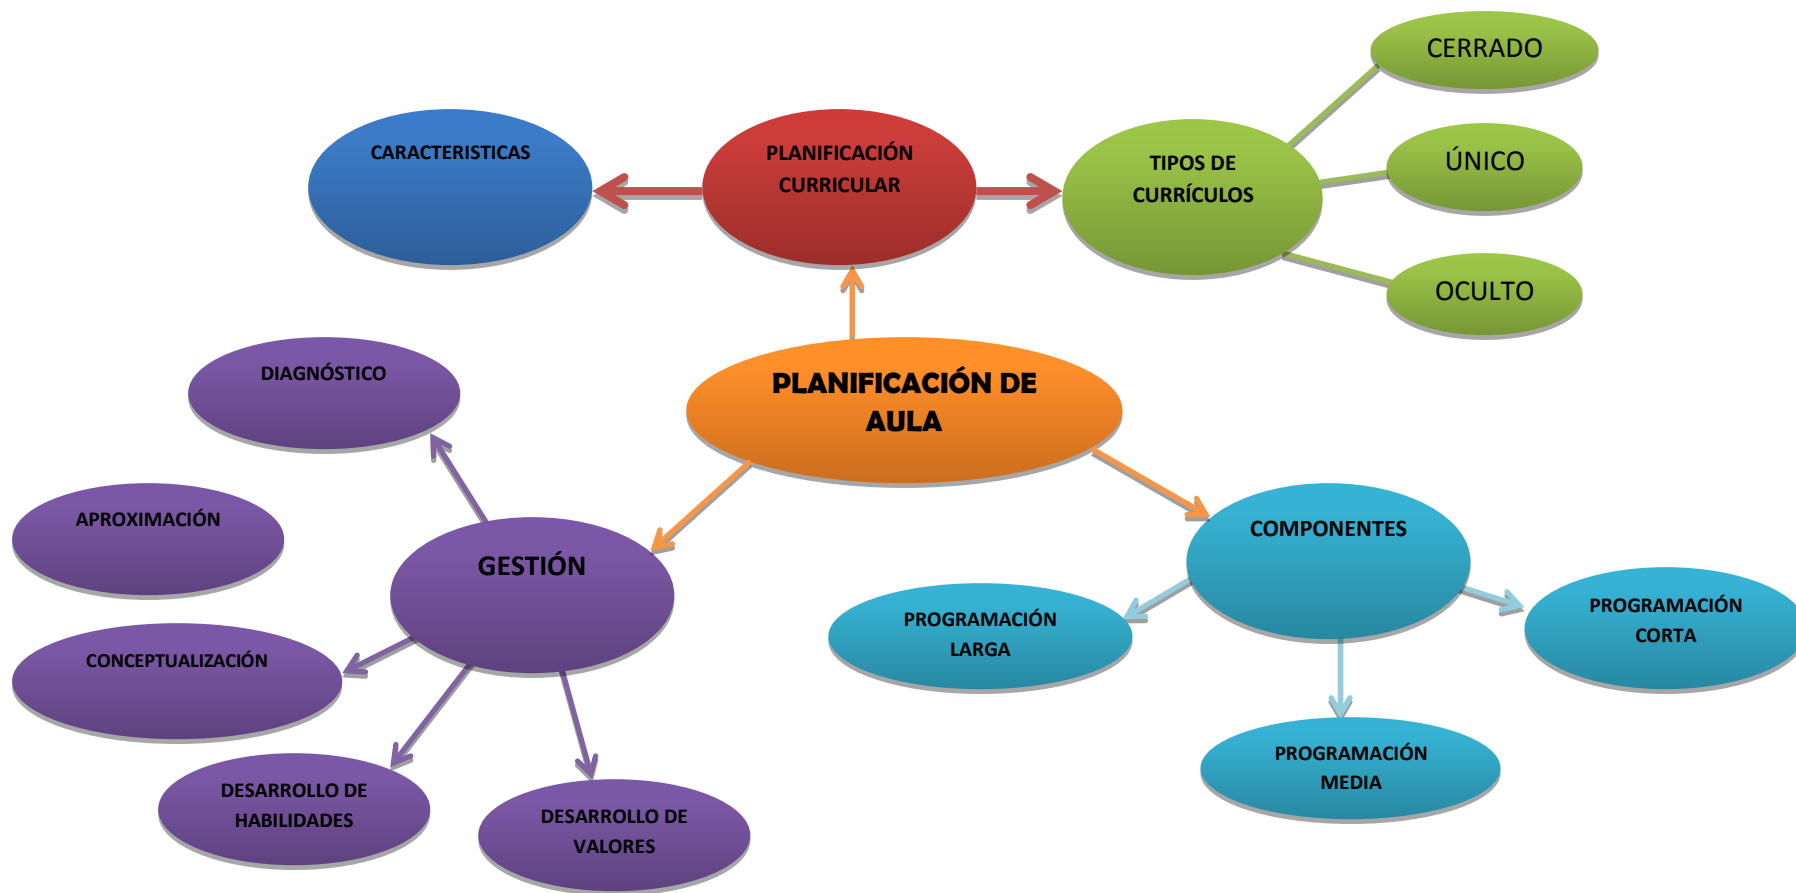 CERRADO
CARACTERISTICAS
PLANIFICACIÓN
CURRICULAR
TIPOS DE
CURRÍCULOS
ÚNICO
OCULTO
DIAGNÓSTICO
PLANIFICACIÓN DE
AULA
APROXIMACIÓN
GESTIÓN
COMPONENTES
CONCEPTUALIZACIÓN
PROGRAMACIÓN
LARGA
PROGRAMACIÓN
CORTA
PROGRAMACIÓN
MEDIA
DESARROLLO DE
HABILIDADES
DESARROLLO DE
VALORES